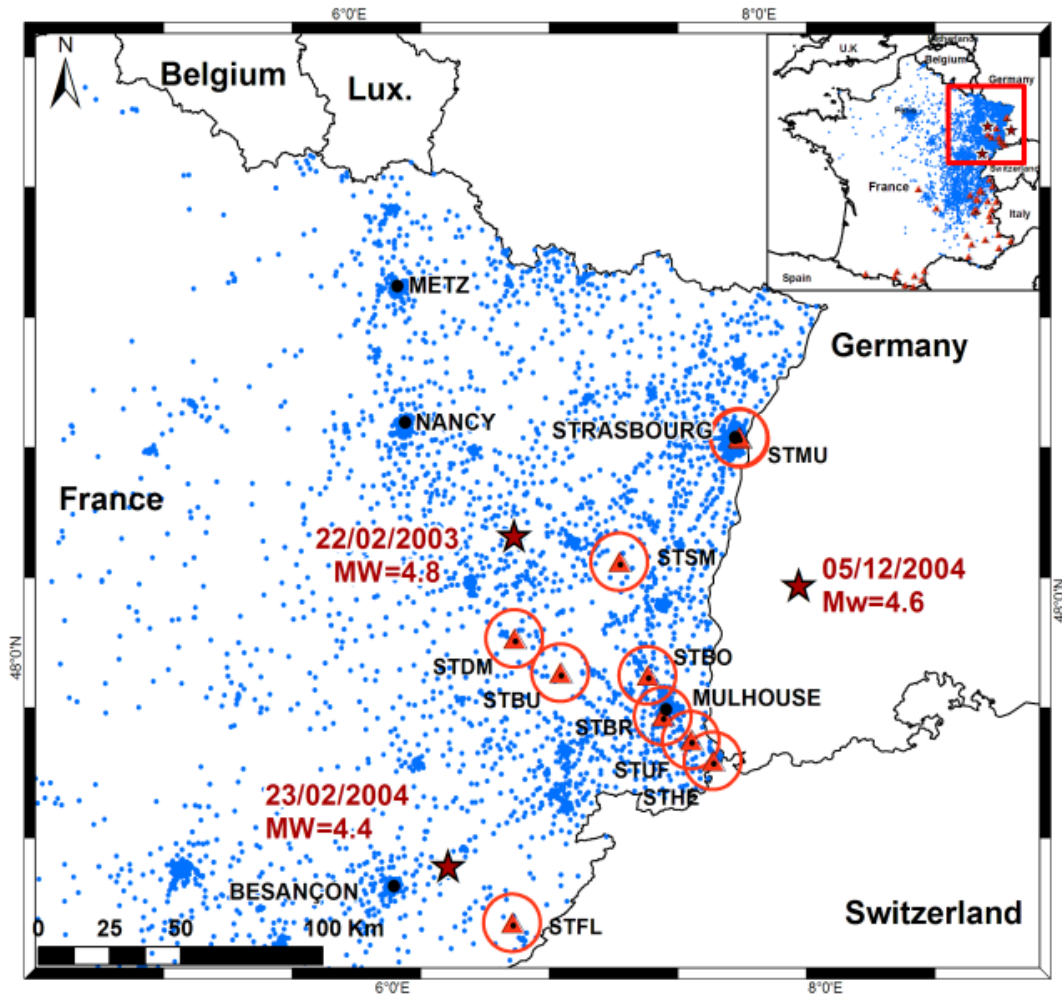 6°0'E
8°0'E
N
Belgium
Lux.
U.K
Netherlands
Belgium
Germany
Paris
France
Switzerland
Italy
Spain
METZ
Germany
NANCY
STRASBOURG
STMU
France
22/02/2003
MW=4.8
STSM
05/12/2004
Mw=4.6
48°0'N
48°0'N
STDM
STBO
STBU
MULHOUSE
STBR
STUF
STHE
23/02/2004
MW=4.4
BESANÇON
Switzerland
0 25 50 100 Km
STFL
6°0'E
8°0'E